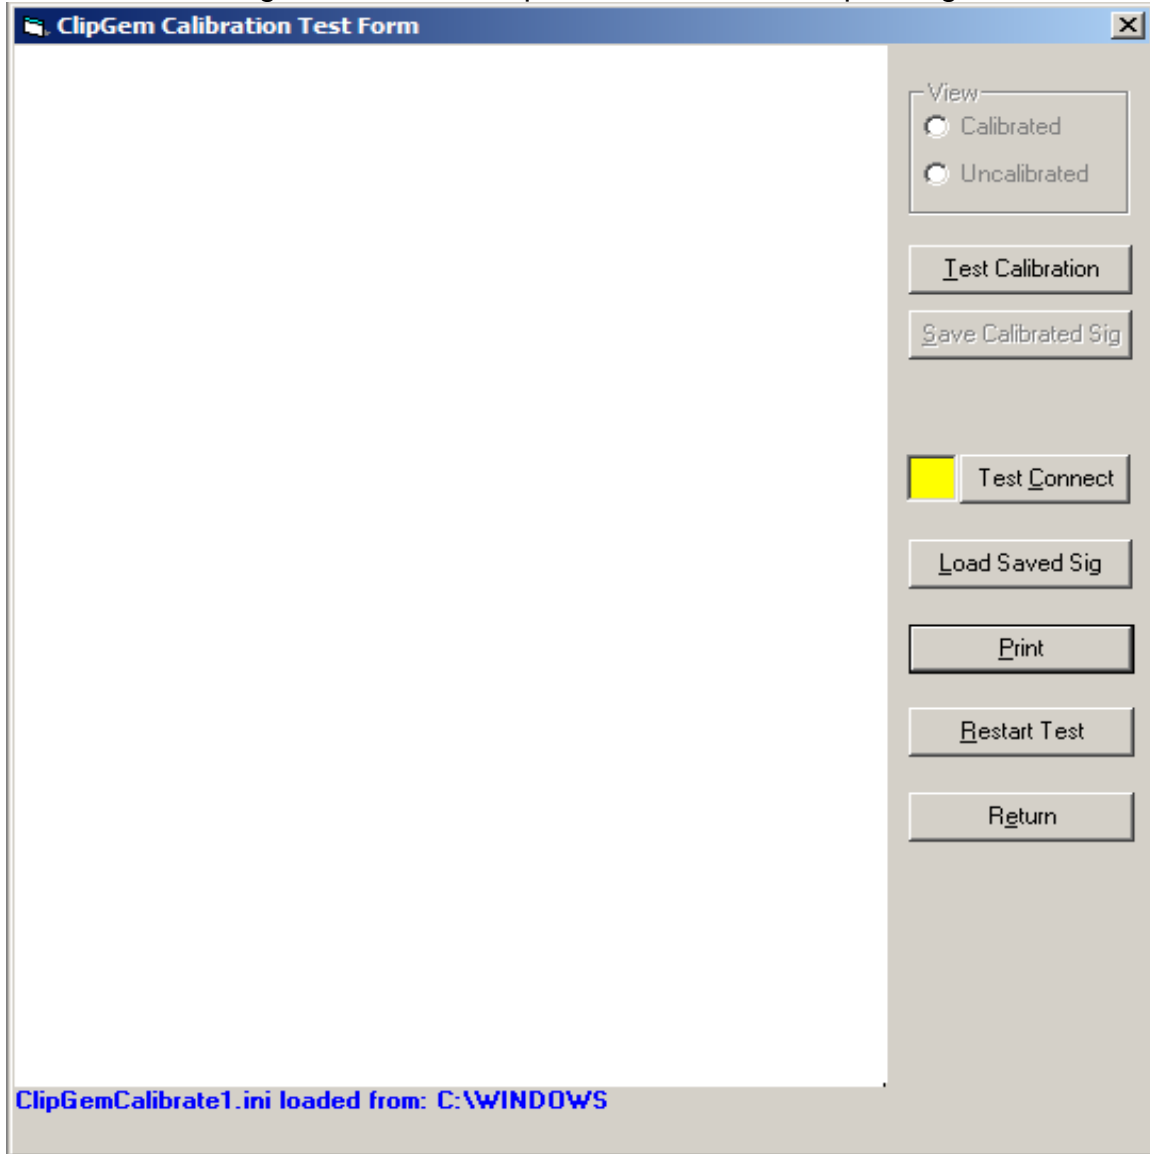 ClipGem Calibration Test Form
View
Calibrated
Uncalibrated
Test Calibration
Save Calibrated Sig
Test Connect
Load Saved Sig
Print
Restart Test
Return
ClipGemCalibrate1.ini loaded from: C:\WINDOWS